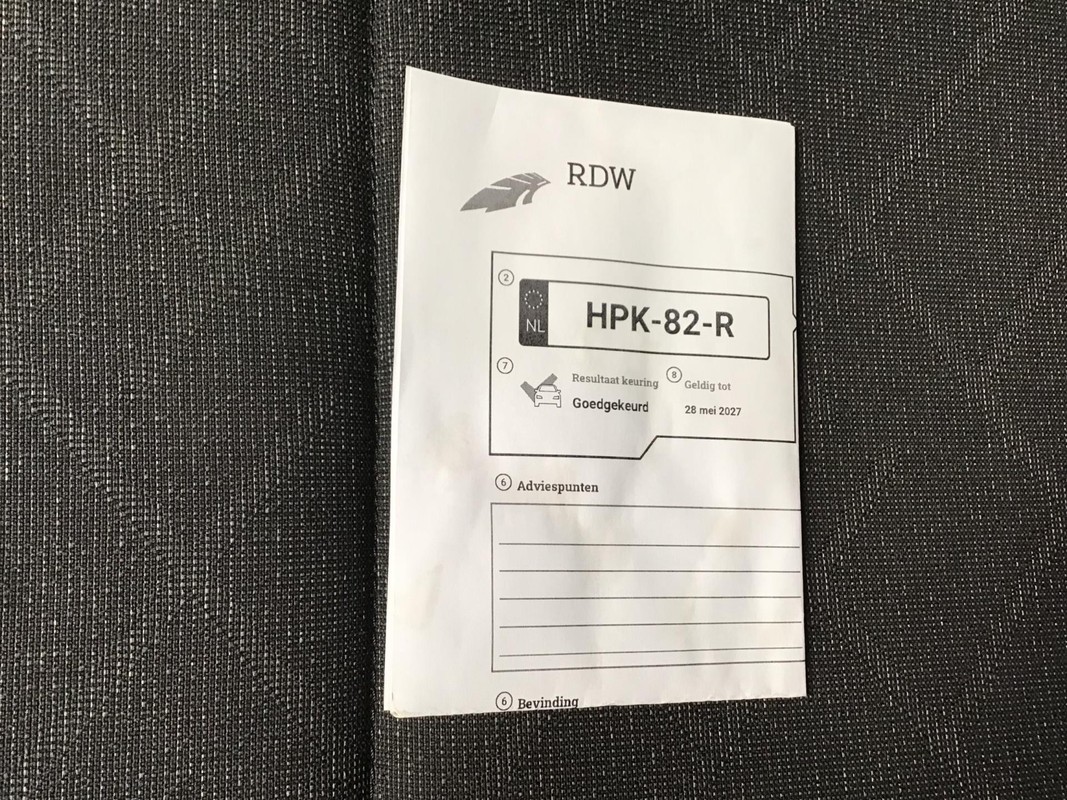 RDW
2
NL HPK-82-R
7 Resultaat keuring 8 Geldig tot
Goedgekeurd 28 mei 2027
6 Adviespunten
6 Bevinding